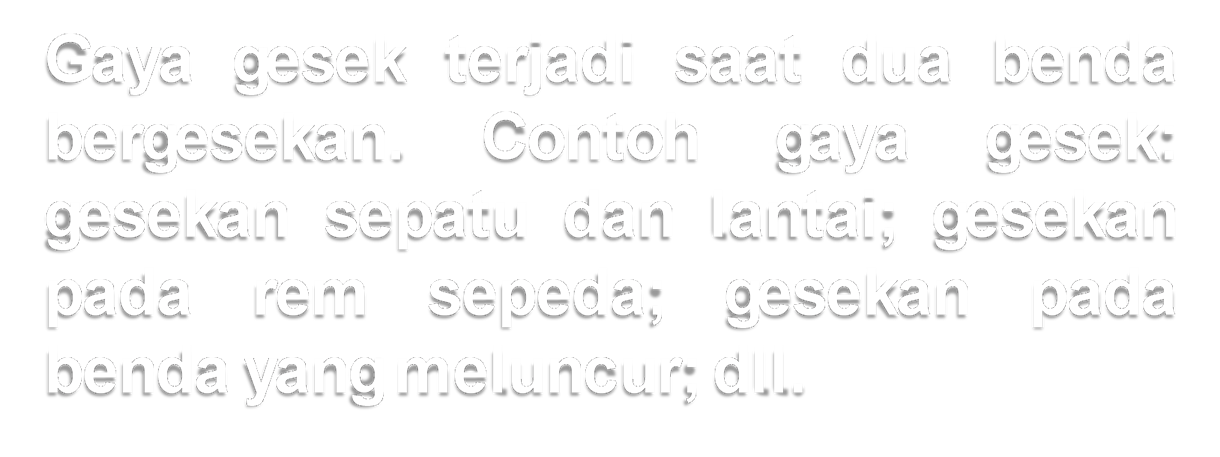 Gaya gesek terjadi saat dua benda
bergesekan. Contoh gaya gesek:
gesekan sepatu dan lantai; gesekan
pada rem sepeda; gesekan pada
benda yang meluncur; dll.